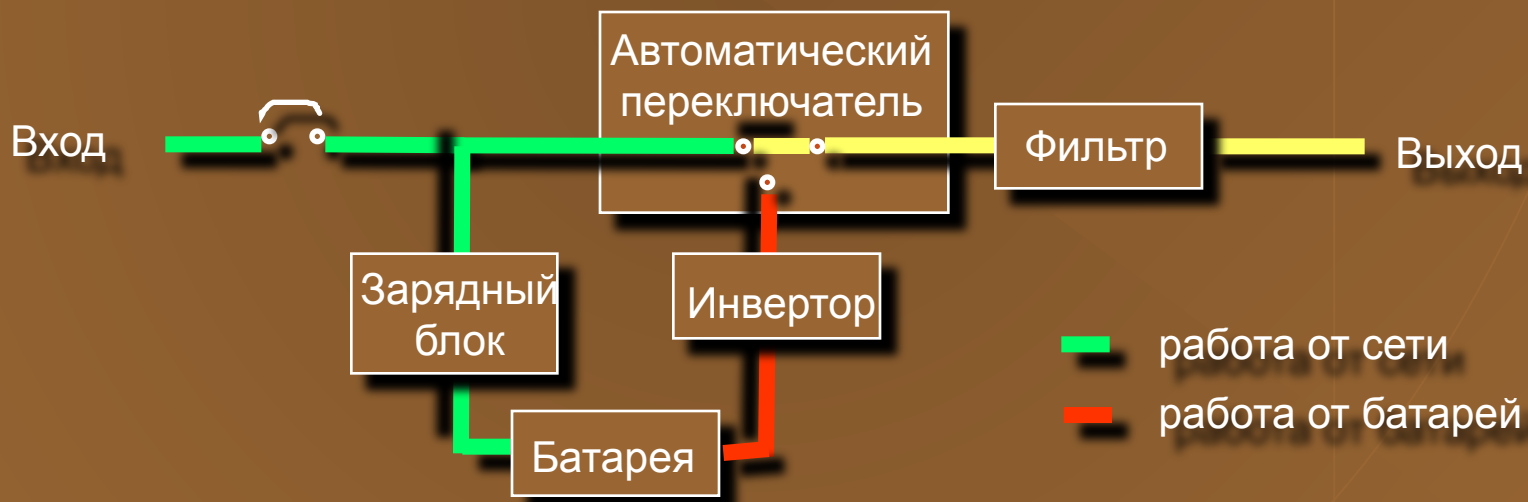 Автоматический
переключатель
Вход
Фильтр
Выход
Зарядный
блок
Инвертор
работа от сети
работа от батарей
Батарея